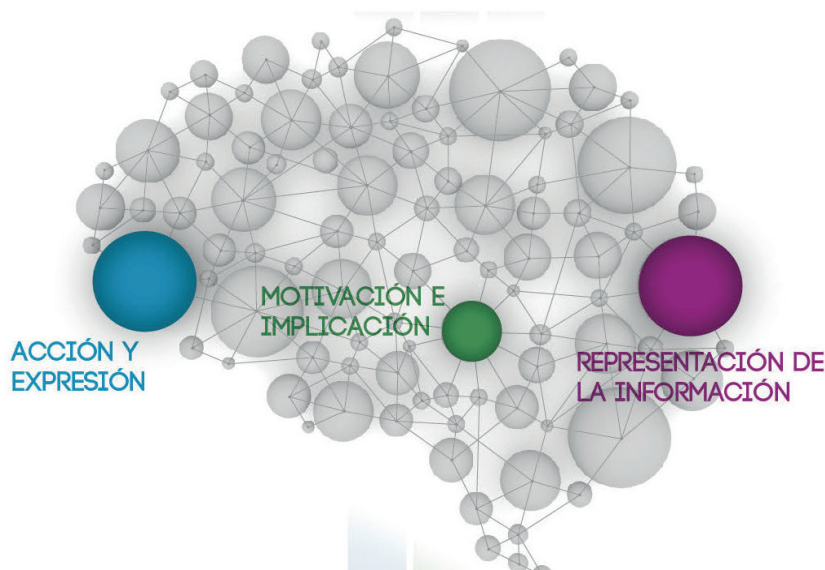 MOTIVACIÓN E
IMPLICACIÓN
ACCIÓN Y
EXPRESIÓN
REPRESENTACIÓN DE
LA INFORMACIÓN